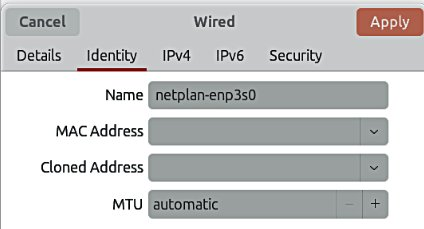 Cancel Wired Apply
Details Identity IPv4 IPv6 Security
Name netplan-enp3s0
MAC Address
Cloned Address
MTU automatic − +